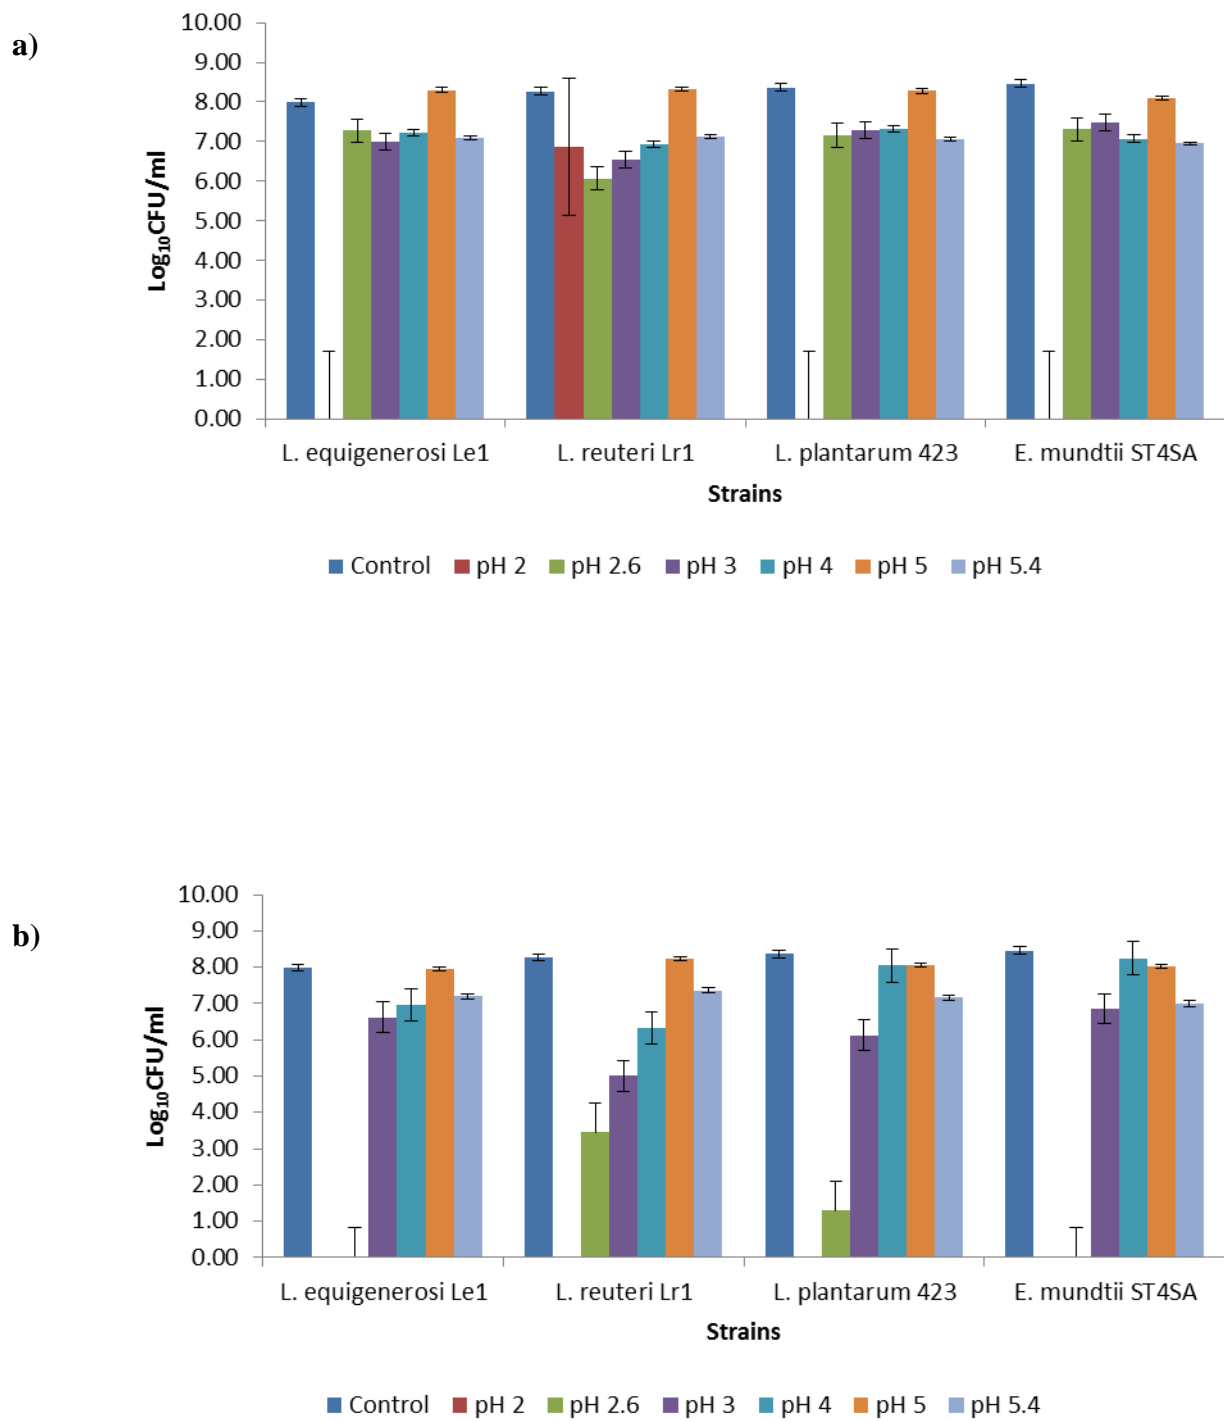 a)
10.00
9.00
8.00
7.00
6.00
5.00
4.00
3.00
2.00
1.00
0.00
Log₁₀CFU/ml
L. equigenerosi Le1 L. reuteri Lr1 L. plantarum 423 E. mundtii ST4SA
Strains
Control pH 2 pH 2.6 pH 3 pH 4 pH 5 pH 5.4
b)
10.00
9.00
8.00
7.00
6.00
5.00
4.00
3.00
2.00
1.00
0.00
Log₁₀CFU/ml
L. equigenerosi Le1 L. reuteri Lr1 L. plantarum 423 E. mundtii ST4SA
Strains
Control pH 2 pH 2.6 pH 3 pH 4 pH 5 pH 5.4